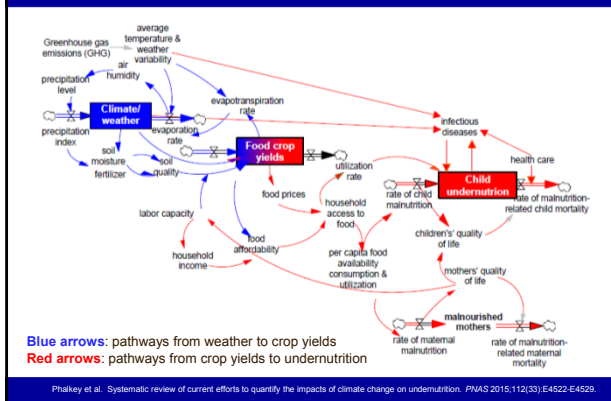 average
temperature &
weather
variability
Greenhouse gas
emissions (GHG)
air
humidity
precipitation
level
evapotranspiration
rate
Climate/
weather
infectious
diseases
precipitation
index
evaporation
rate
Food crop
yields
soil
moisture
soil
quality
fertilizer
utilization
rate
health care
Child
undernutrition
food prices
rate of child
malnutrition
rate of malnutrition-
related child mortality
labor capacity
household
access to
food
children's' quality
of life
food
affordability
household
income
per capita food
availability
consumption &
utilization
mothers' quality
of life
malnourished
mothers
rate of maternal
malnutrition
rate of malnutrition-
related maternal
mortality
Blue arrows: pathways from weather to crop yields
Red arrows: pathways from crop yields to undernutrition
Phalkey et al. Systematic review of current efforts to quantify the impacts of climate change on undernutrition. PNAS 2015;112(33):E4522-E4529.